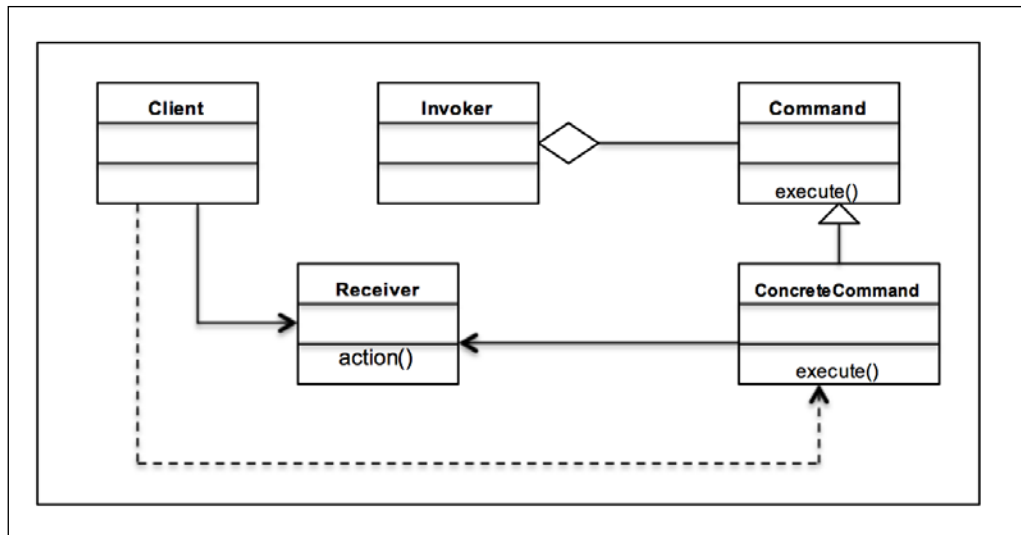 Client
Invoker
Command
execute()
Receiver
action()
ConcreteCommand
execute()